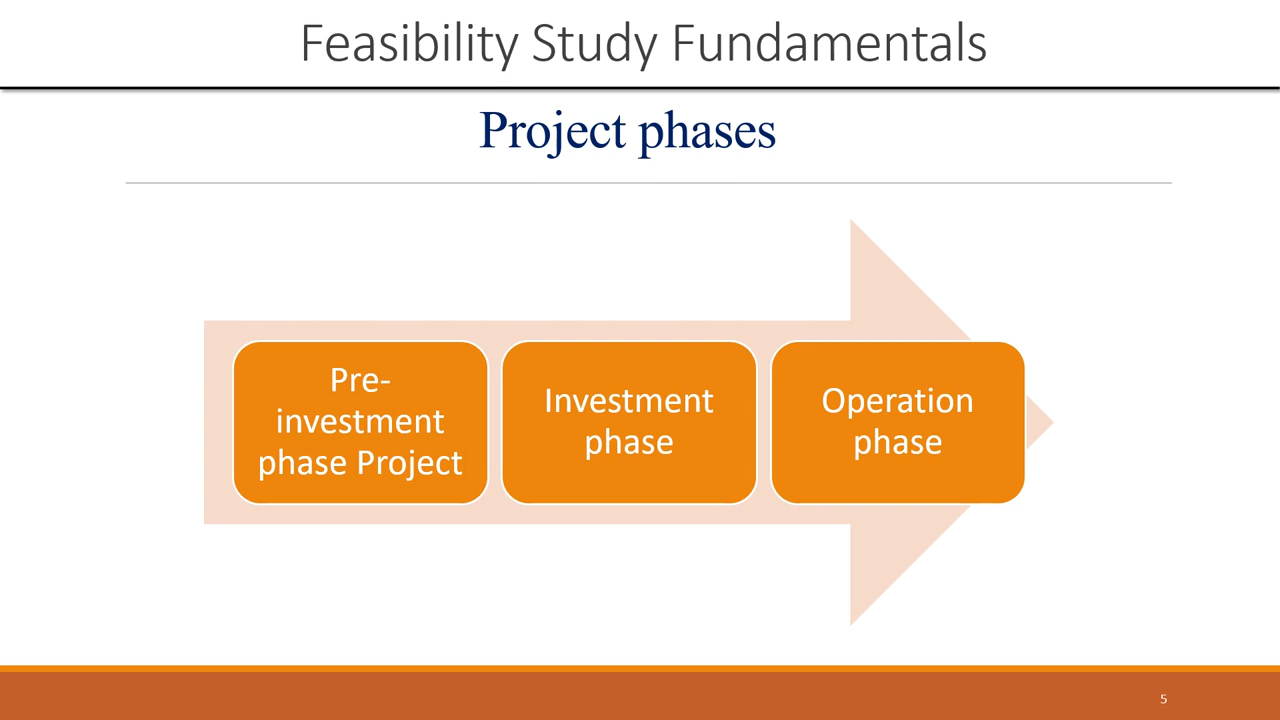 Feasibility Study Fundamentals
Project phases
Pre-
investment
phase Project
Investment
phase
Operation
phase
5